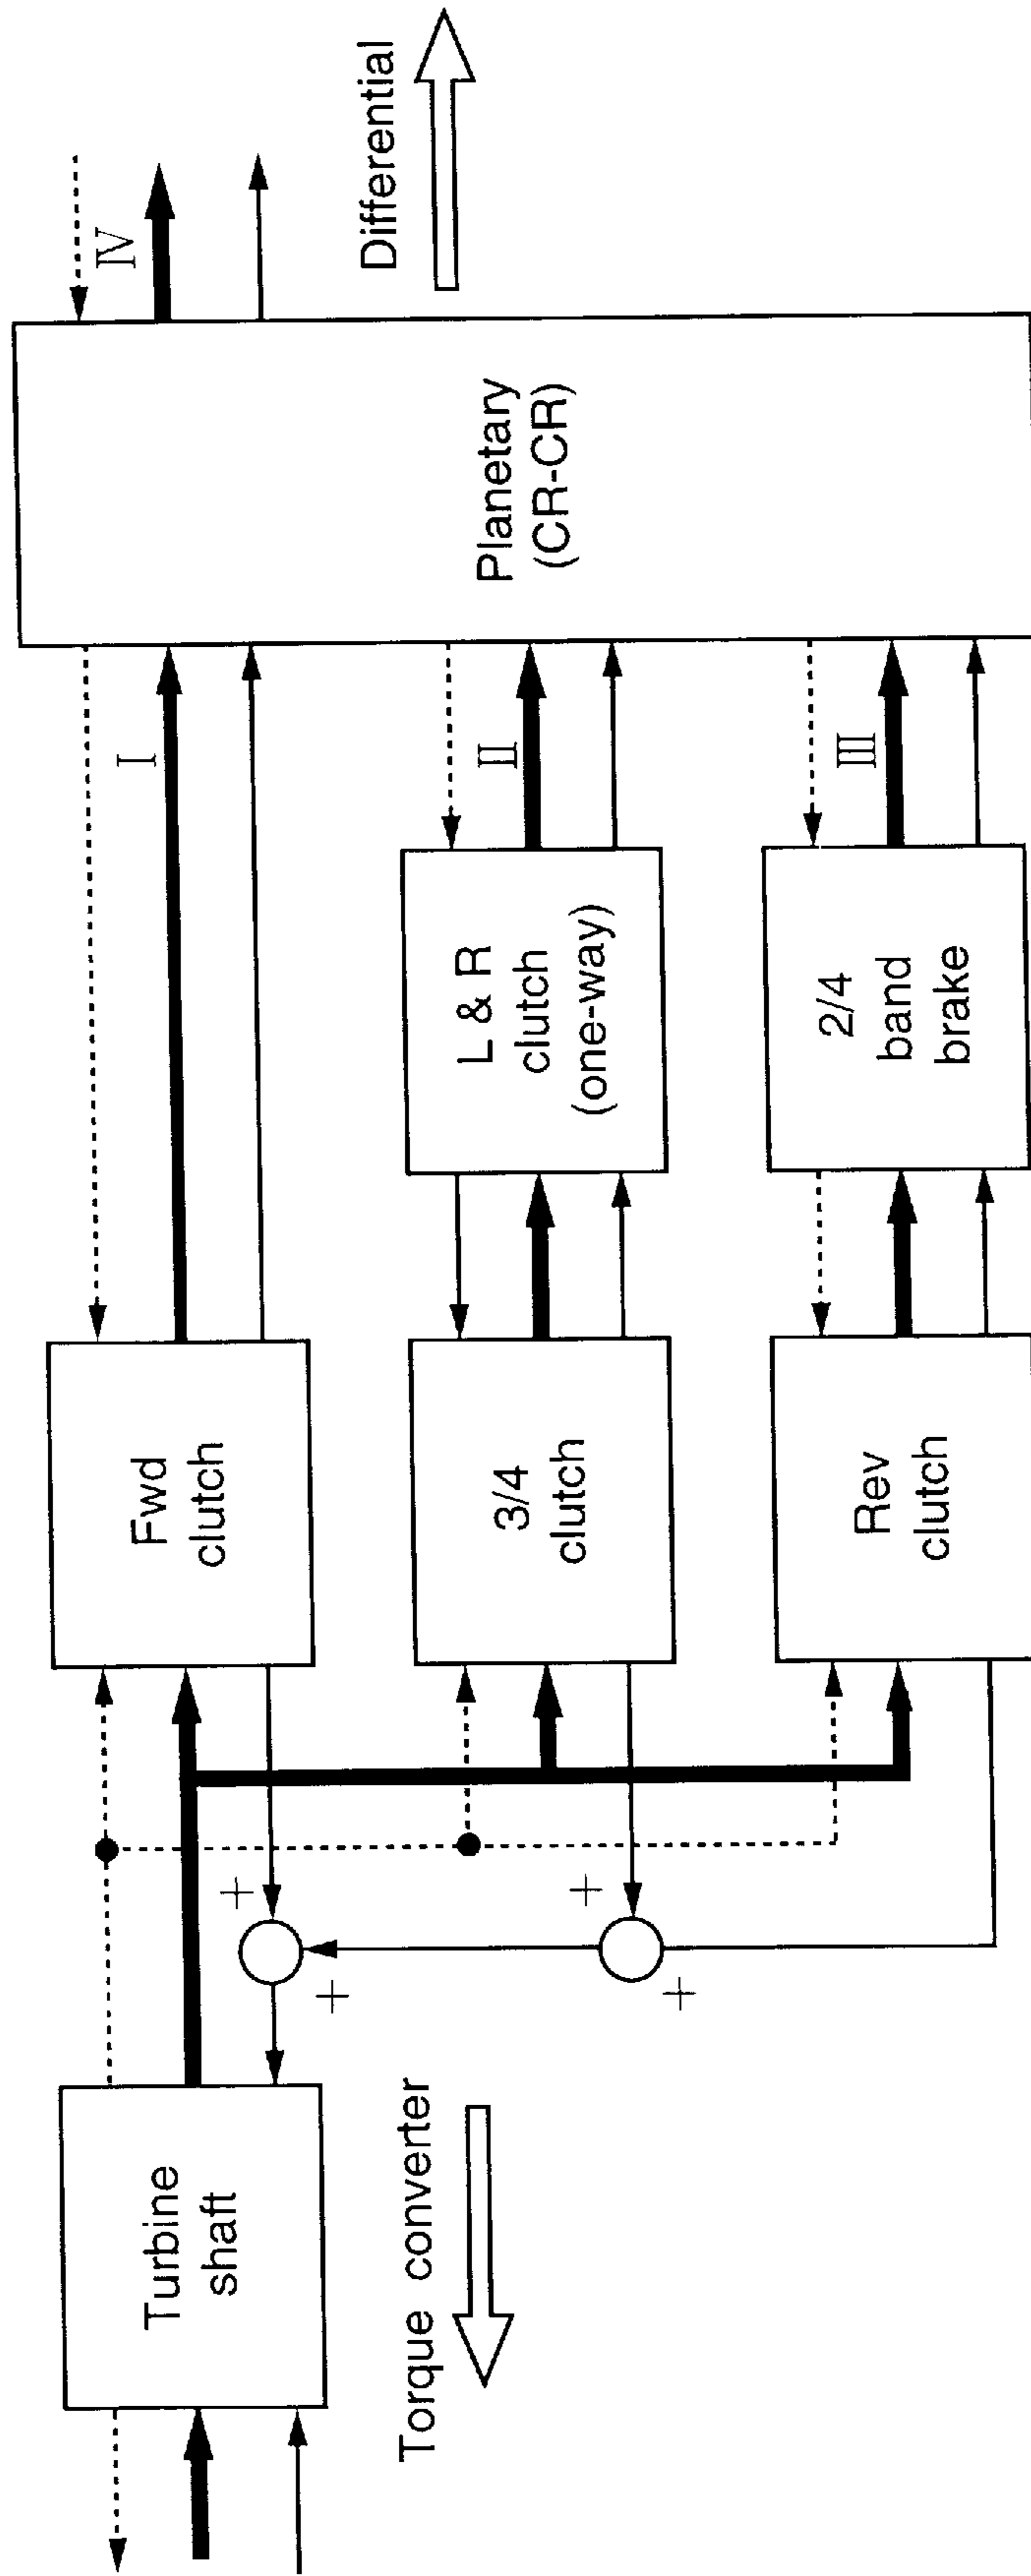 Turbine
shaft
Torque converter
+
+
+
+
Fwd
clutch
3/4
clutch
Rev
clutch
L & R
clutch
(one-way)
2/4
band
brake
I
II
III
Planetary
(CR-CR)
IV
Differential